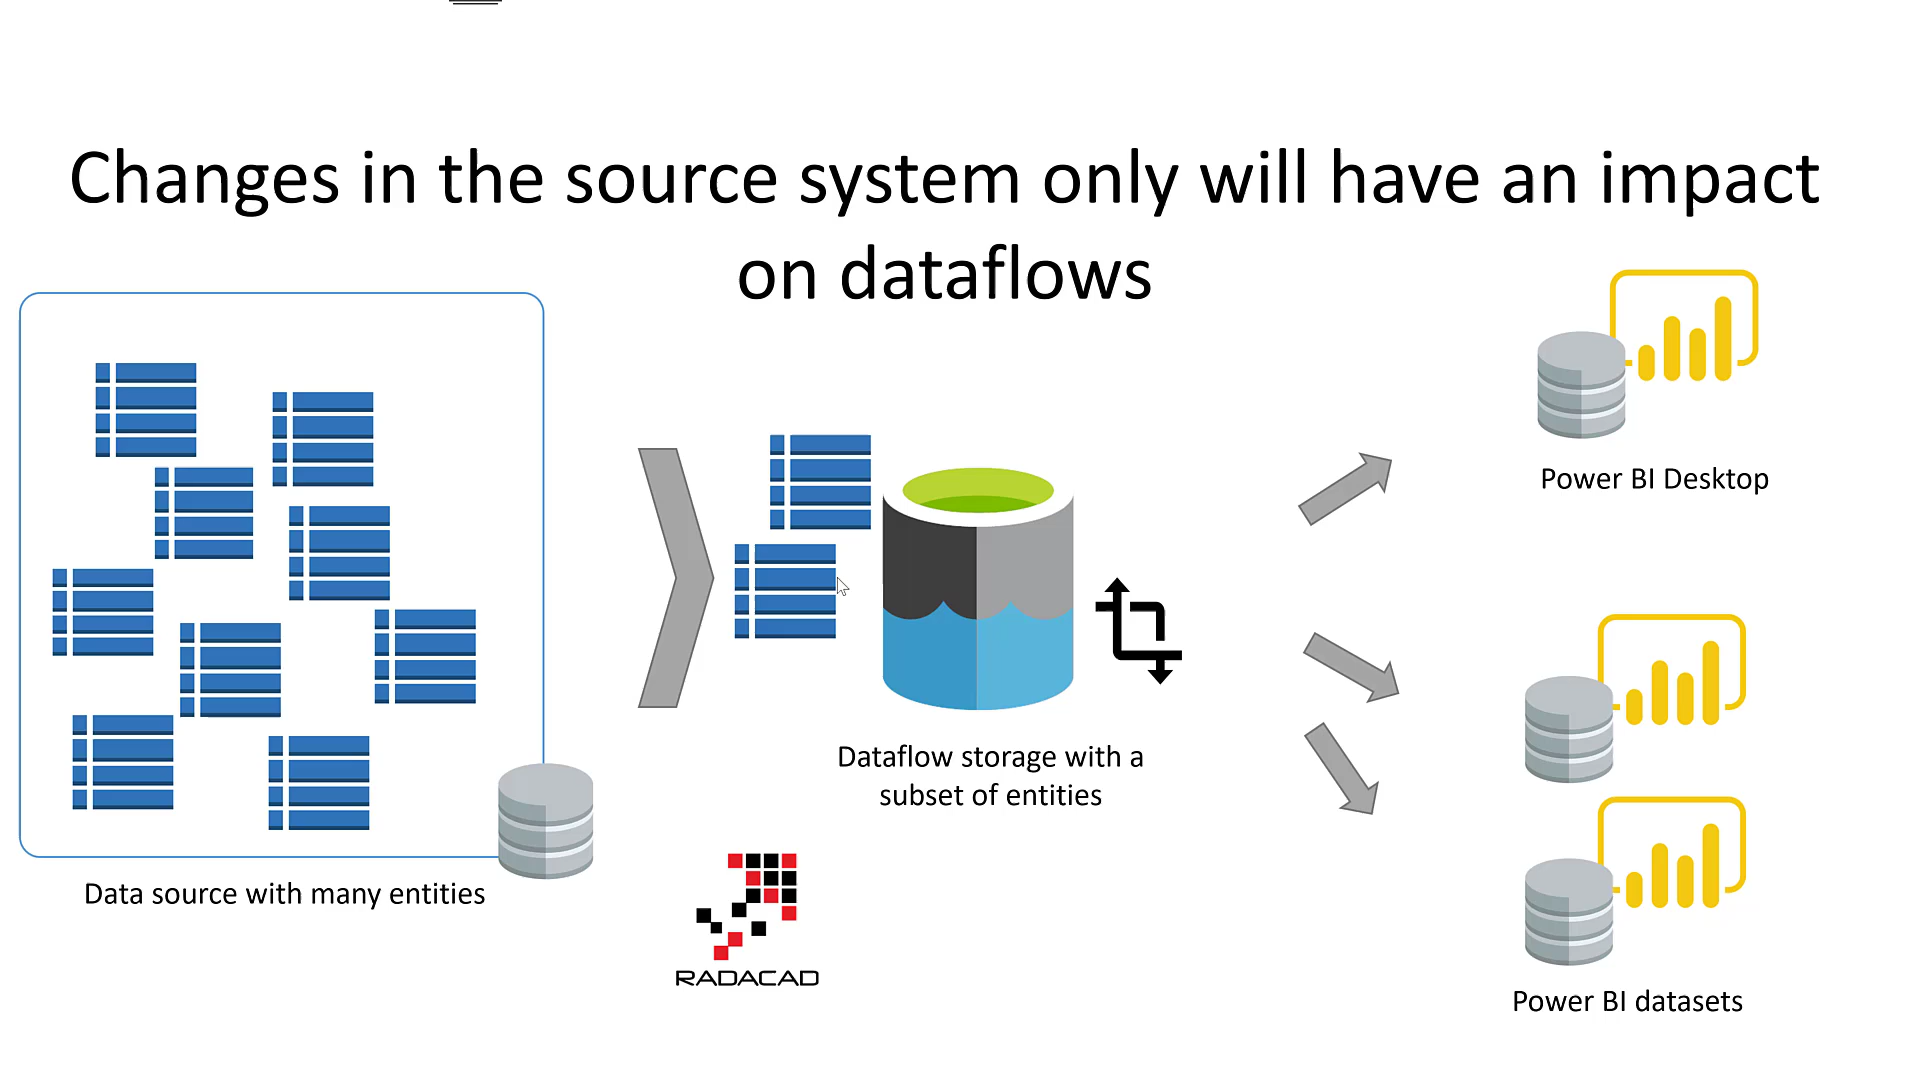 Changes in the source system only will have an impact
on dataflows
Power BI Desktop
Dataflow storage with a
subset of entities
Data source with many entities
RADACAD
Power BI datasets